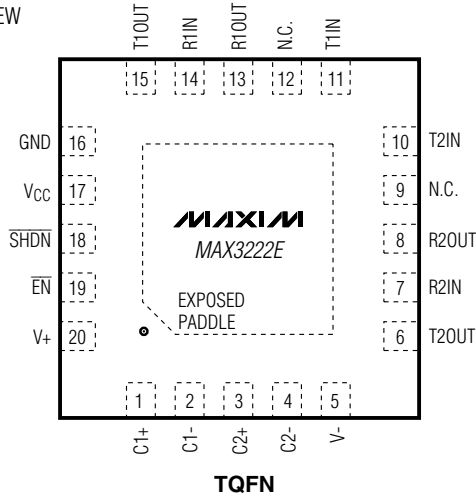 EW
T1OUT
R1IN
R1OUT
N.C.
T1IN
15 14 13 12 11
GND 16
VCC 17
SHDN 18
EN 19
V+ 20
10 T2IN
9 N.C.
8 R2OUT
7 R2IN
6 T2OUT
MAXIM
MAX3222E
EXPOSED
PADDLE
1 2 3 4 5
C1+
C1-
C2+
C2-
V-
TQFN